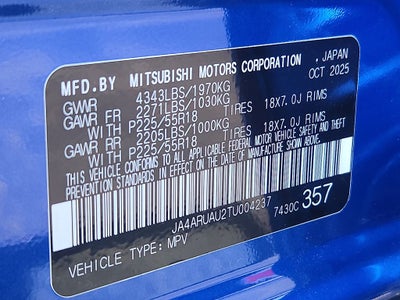 MFD.BY MITSUBISHI MOTORS CORPORATION , JAPAN
GVWR 4343LBS/1970KG OCT 2025
GAWR FR 2271LBS/1030KG
WITH P225/55R18 TIRES 18X7.0J RIMS
GAWR RR 2205LBS/1000KG
WITH P225/55R18 TIRES 18X7.0J RIMS
THIS VEHICLE CONFORMS TO ALL APPLICABLE FEDERAL MOTOR VEHICLE SAFETY AND THEFT
PREVENTION STANDARDS IN EFFECT ON THE DATE OF MANUFACTURE SHOWN ABOVE.
JA4ARUAU2TU004237
7430C 357
VEHICLE TYPE: MPV